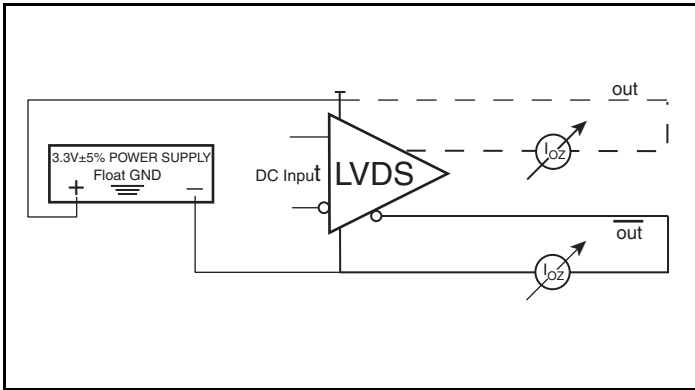 out
3.3V±5% POWER SUPPLY
Float GND
+ −
DC Input
LVDS
IOZ
out
IOZ